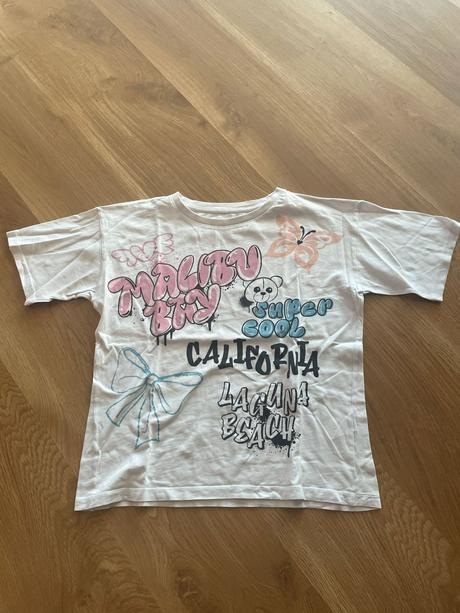 MALIBU
BAY
super
COOL
CALIFORNIA
LAGUNA
BEACH